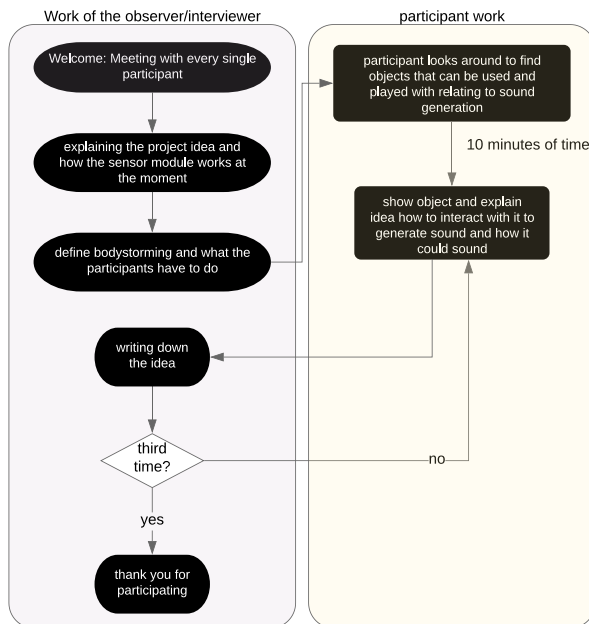 Work of the observer/interviewer
Welcome: Meeting with every single
participant
explaining the project idea and
how the sensor module works at
the moment
define bodystorming and what the
participants have to do
writing down
the idea
third
time?
yes
thank you for
participating
participant work
participant looks around to find
objects that can be used and
played with relating to sound
generation
10 minutes of time
show object and explain
idea how to interact with it to
generate sound and how it
could sound
no